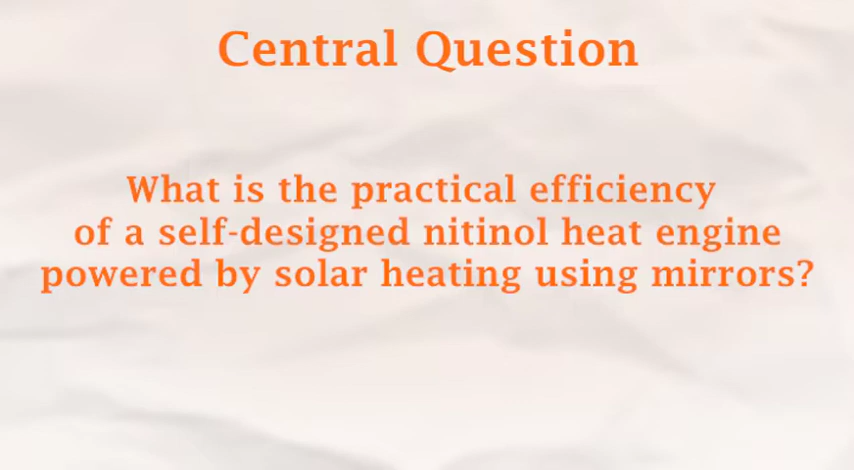 Central Question
What is the practical efficiency
of a self-designed nitinol heat engine
powered by solar heating using mirrors?